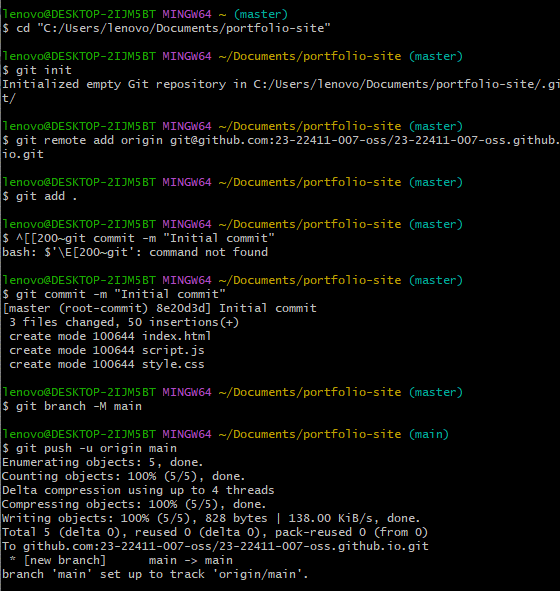 lenovo@DESKTOP-2IJM5BT MINGW64 ~ (master)
$ cd "C:/Users/lenovo/Documents/portfolio-site"
lenovo@DESKTOP-2IJM5BT MINGW64 ~/Documents/portfolio-site (master)
$ git init
Initialized empty Git repository in C:/Users/lenovo/Documents/portfolio-site/.gi
t/
lenovo@DESKTOP-2IJM5BT MINGW64 ~/Documents/portfolio-site (master)
$ git remote add origin git@github.com:23-22411-007-oss/23-22411-007-oss.github.
io.git
lenovo@DESKTOP-2IJM5BT MINGW64 ~/Documents/portfolio-site (master)
$ git add .
lenovo@DESKTOP-2IJM5BT MINGW64 ~/Documents/portfolio-site (master)
$ ^[[200~git commit -m "Initial commit"
bash: $'\E[200~git': command not found
lenovo@DESKTOP-2IJM5BT MINGW64 ~/Documents/portfolio-site (master)
$ git commit -m "Initial commit"
[master (root-commit) 8e20d3d] Initial commit
 3 files changed, 50 insertions(+)
 create mode 100644 index.html
 create mode 100644 script.js
 create mode 100644 style.css
lenovo@DESKTOP-2IJM5BT MINGW64 ~/Documents/portfolio-site (master)
$ git branch -M main
lenovo@DESKTOP-2IJM5BT MINGW64 ~/Documents/portfolio-site (main)
$ git push -u origin main
Enumerating objects: 5, done.
Counting objects: 100% (5/5), done.
Delta compression using up to 4 threads
Compressing objects: 100% (5/5), done.
Writing objects: 100% (5/5), 828 bytes | 138.00 KiB/s, done.
Total 5 (delta 0), reused 0 (delta 0), pack-reused 0 (from 0)
To github.com:23-22411-007-oss/23-22411-007-oss.github.io.git
 * [new branch]      main -> main
branch 'main' set up to track 'origin/main'.